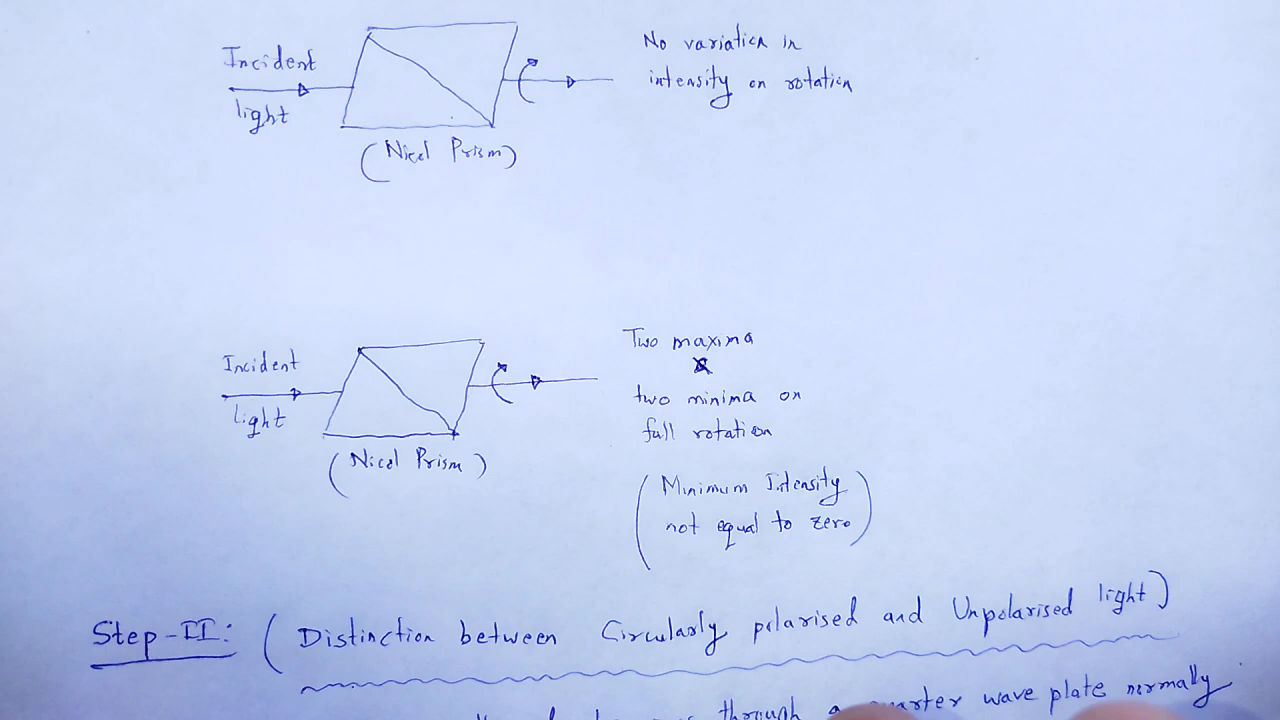 Incident
light
(Nicol Prism)
No variation in
intensity on rotation
Incident
light
(Nicol Prism)
Two maxima
&
two minima on
full rotation
(Minimum Intensity
not equal to zero)
Step-II: (Distinction between Circularly polarised and Unpolarised light)
through a quarter wave plate normally